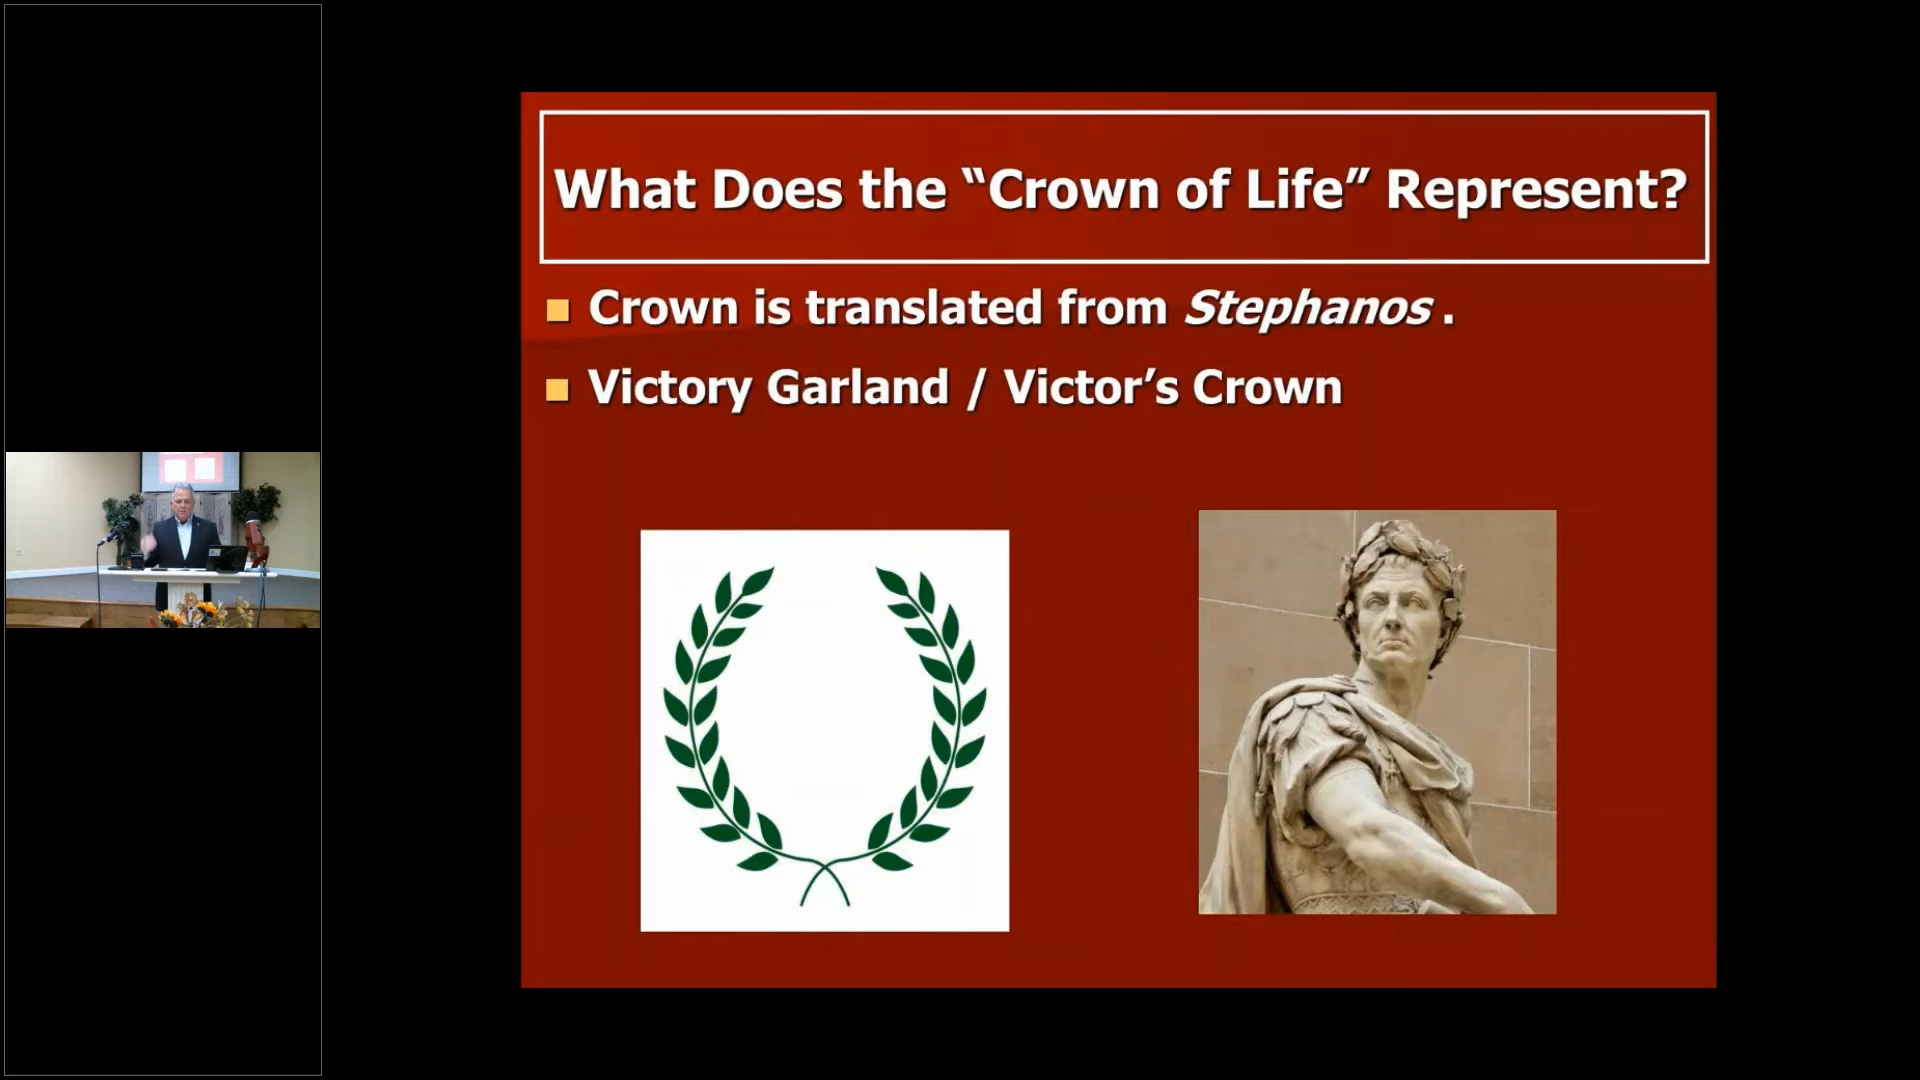 What Does the “Crown of Life” Represent?
Crown is translated from Stephanos .
Victory Garland / Victor’s Crown